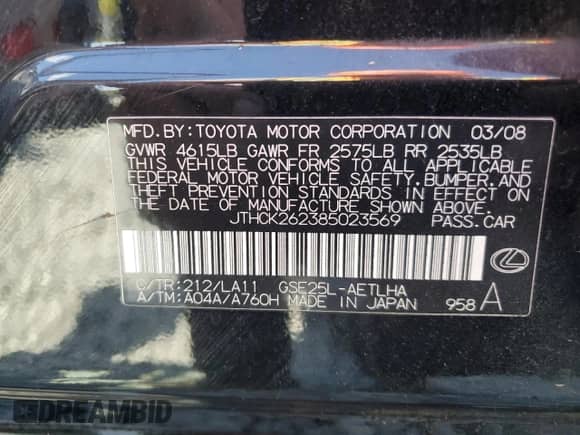 MFD. BY: TOYOTA MOTOR CORPORATION 03/08
GVWR 4615LB GAWR FR 2575LB RR 2535LB
THIS VEHICLE CONFORMS TO ALL APPLICABLE
FEDERAL MOTOR VEHICLE SAFETY, BUMPER, AND
THEFT PREVENTION STANDARDS IN EFFECT ON
THE DATE OF MANUFACTURE SHOWN ABOVE.
JTHCK262385023569 PASS. CAR
C/TR: 212/LA11 GSE25L-AETLHA
A/TM: A04A/A760H MADE IN JAPAN 958 A
DREAMBID